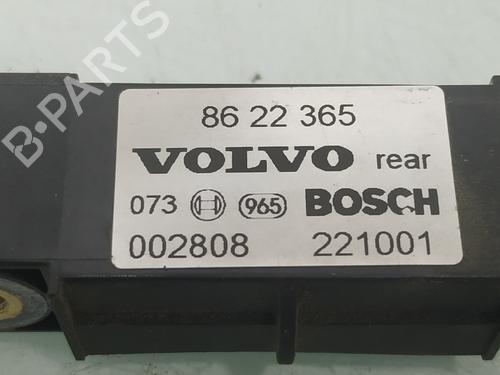 86 22 365
VOLVO rear
073 965 BOSCH
002808 221001
B-PARTS